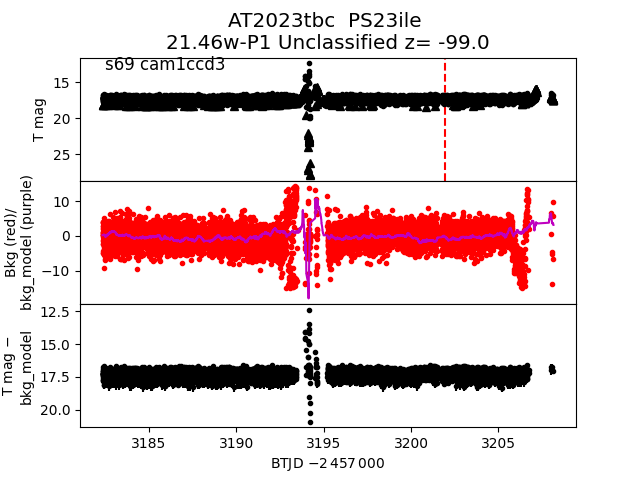 AT2023tbc  PS23ile
21.46w-P1 Unclassified z= -99.0
s69 cam1ccd3
T mag
15
20
25
Bkg (red)/
bkg_model (purple)
10
0
−10
T mag −
bkg_model
12.5
15.0
17.5
20.0
3185 3190 3195 3200 3205
BTJD −2 457 000